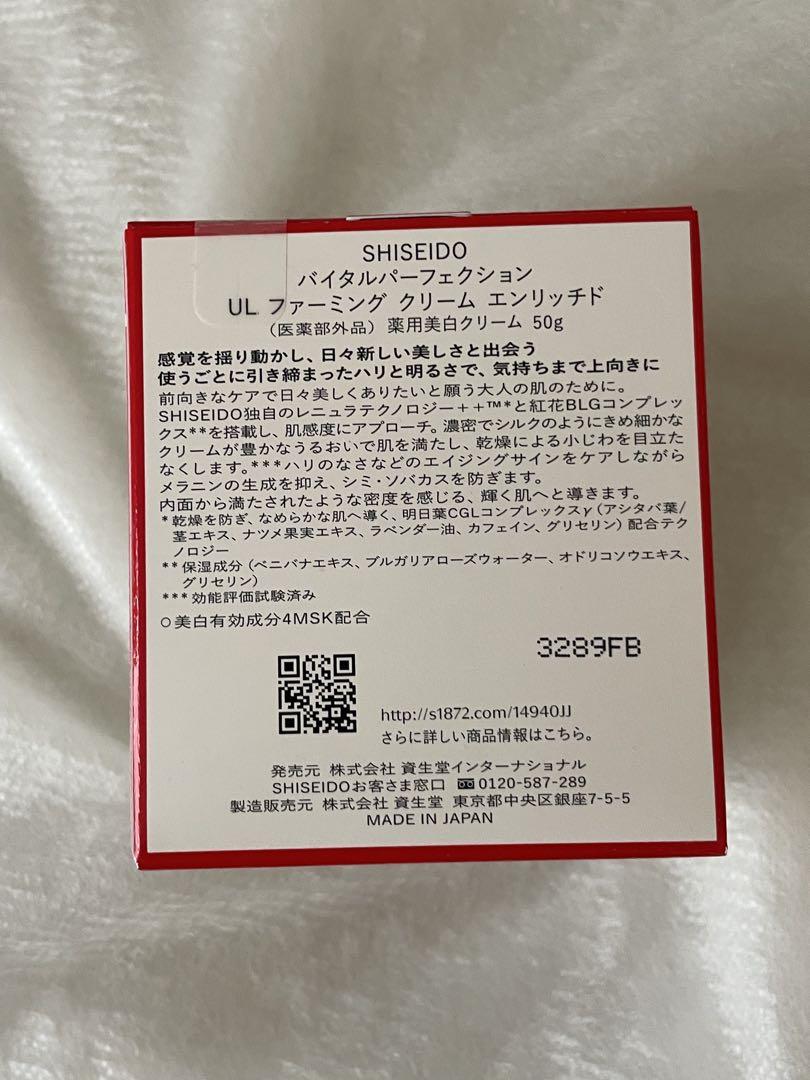 SHISEIDO
バイタルパーフェクション
UL ファーミング クリーム エンリッチド
（医薬部外品）薬用美白クリーム 50g
感覚を揺り動かし、日々新しい美しさと出会う
使うごとに引き締まったハリと明るさで、気持ちまで上向きに
前向きなケアで日々美しくありたいと願う大人の肌のために。
SHISEIDO独自のレニュラテクノロジー＋＋™*と紅花BLGコンプレッ
クス**を搭載し、肌感度にアプローチ。濃密でシルクのようにきめ細かな
クリームが豊かなうるおいで肌を満たし、乾燥による小じわを目立た
なくします。***ハリのなさなどのエイジングサインをケアしながら
メラニンの生成を抑え、シミ・ソバカスを防ぎます。
内面から満たされたような密度を感じる、輝く肌へと導きます。
*乾燥を防ぎ、なめらかな肌へ導く、明日葉CGLコンプレックスγ（アシタバ葉/
茎エキス、ナツメ果実エキス、ラベンダー油、カフェイン、グリセリン）配合テク
ノロジー
**保湿成分（ベニバナエキス、ブルガリアローズウォーター、オドリコソウエキス、
グリセリン）
***効能評価試験済み
○美白有効成分4MSK配合
3289FB
http://s1872.com/14940JJ
さらに詳しい商品情報はこちら。
発売元 株式会社 資生堂インターナショナル
SHISEIDOお客さま窓口 0120-587-289
製造販売元 株式会社 資生堂 東京都中央区銀座7-5-5
MADE IN JAPAN